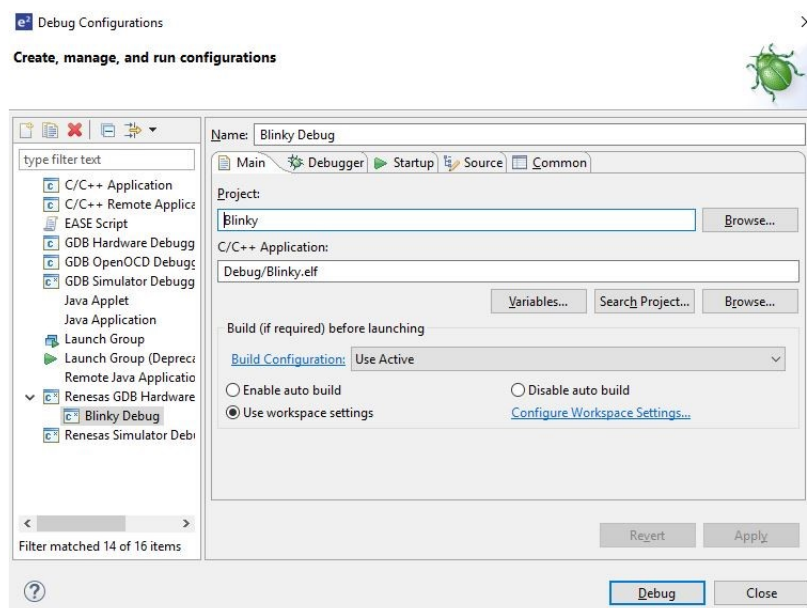 e² Debug Configurations
Create, manage, and run configurations
type filter text
C/C++ Application
C/C++ Remote Applica
EASE Script
GDB Hardware Debugg
GDB OpenOCD Debugg
GDB Simulator Debugg
Java Applet
Java Application
Launch Group
Launch Group (Depreca
Remote Java Applicatio
Renesas GDB Hardware
Blinky Debug
Renesas Simulator Deb
Filter matched 14 of 16 items
Name: Blinky Debug
Main Debugger Startup Source Common
Project:
Blinky
Browse...
C/C++ Application:
Debug/Blinky.elf
Variables... Search Project... Browse...
Build (if required) before launching
Build Configuration: Use Active
Enable auto build Disable auto build
Use workspace settings Configure Workspace Settings...
Revert Apply
Debug Close